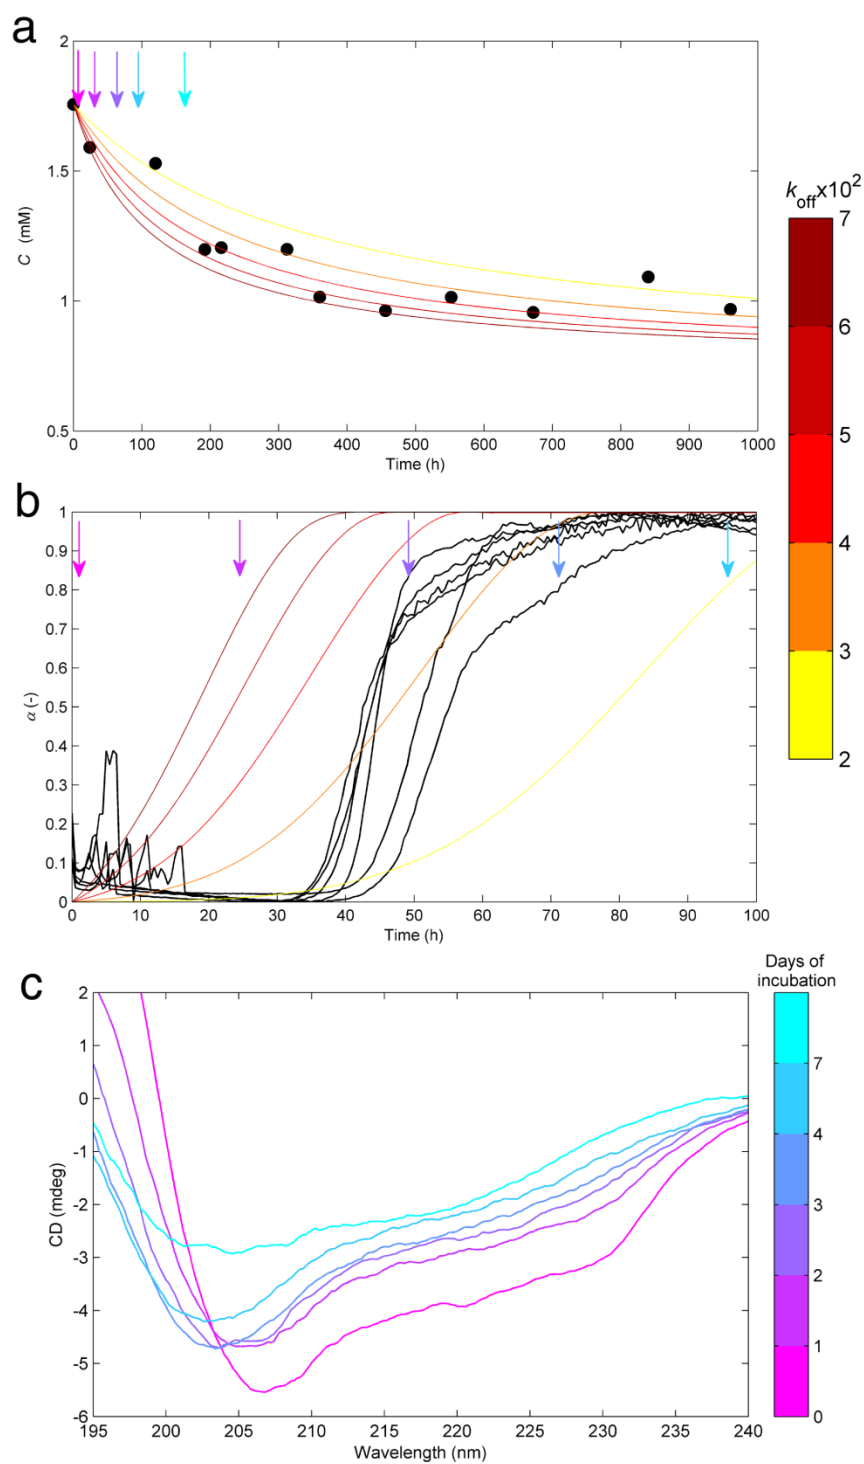 a
2
1.5
1
0.5
C (mM)
0 100 200 300 400 500 600 700 800 900 1000
Time (h)
koffx102
7
6
5
4
3
2
b
1
0.9
0.8
0.7
0.6
0.5
0.4
0.3
0.2
0.1
0
α (-)
0 10 20 30 40 50 60 70 80 90 100
Time (h)
c
2
1
0
-1
-2
-3
-4
-5
-6
CD (mdeg)
195 200 205 210 215 220 225 230 235 240
Wavelength (nm)
Days of
incubation
7
4
3
2
1
0